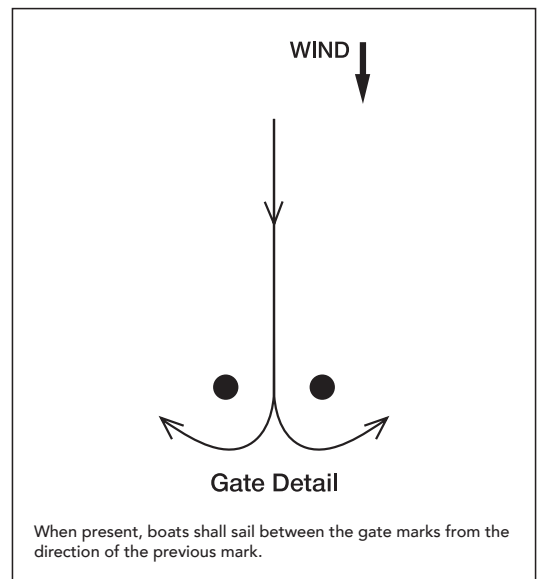 WIND
Gate Detail
When present, boats shall sail between the gate marks from the
direction of the previous mark.